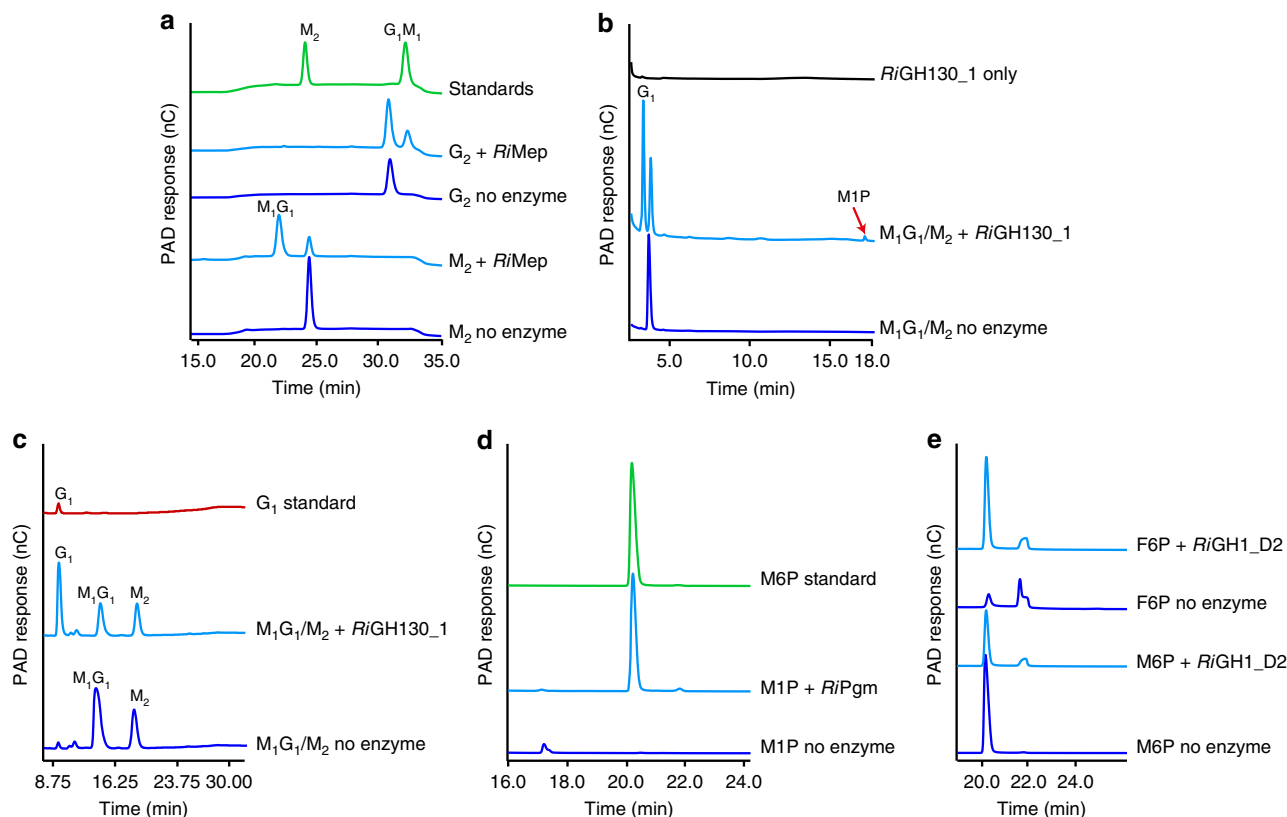 a
M₂
G₁M₁
Standards
G₂ + RiMep
G₂ no enzyme
M₁G₁
M₂ + RiMep
M₂ no enzyme
PAD response (nC)
15.0 20.0 25.0 30.0 35.0
Time (min)
b
RiGH130_1 only
G₁
M1P
M₁G₁/M₂ + RiGH130_1
M₁G₁/M₂ no enzyme
PAD response (nC)
5.0 10.0 15.0 18.0
Time (min)
c
G₁
G₁ standard
G₁
M₁G₁ M₂
M₁G₁/M₂ + RiGH130_1
M₁G₁
M₂
M₁G₁/M₂ no enzyme
PAD response (nC)
8.75 16.25 23.75 30.00
Time (min)
d
M6P standard
M1P + RiPgm
M1P no enzyme
PAD response (nC)
16.0 18.0 20.0 22.0 24.0
Time (min)
e
F6P + RiGH1_D2
F6P no enzyme
M6P + RiGH1_D2
M6P no enzyme
PAD response (nC)
20.0 22.0 24.0
Time (min)